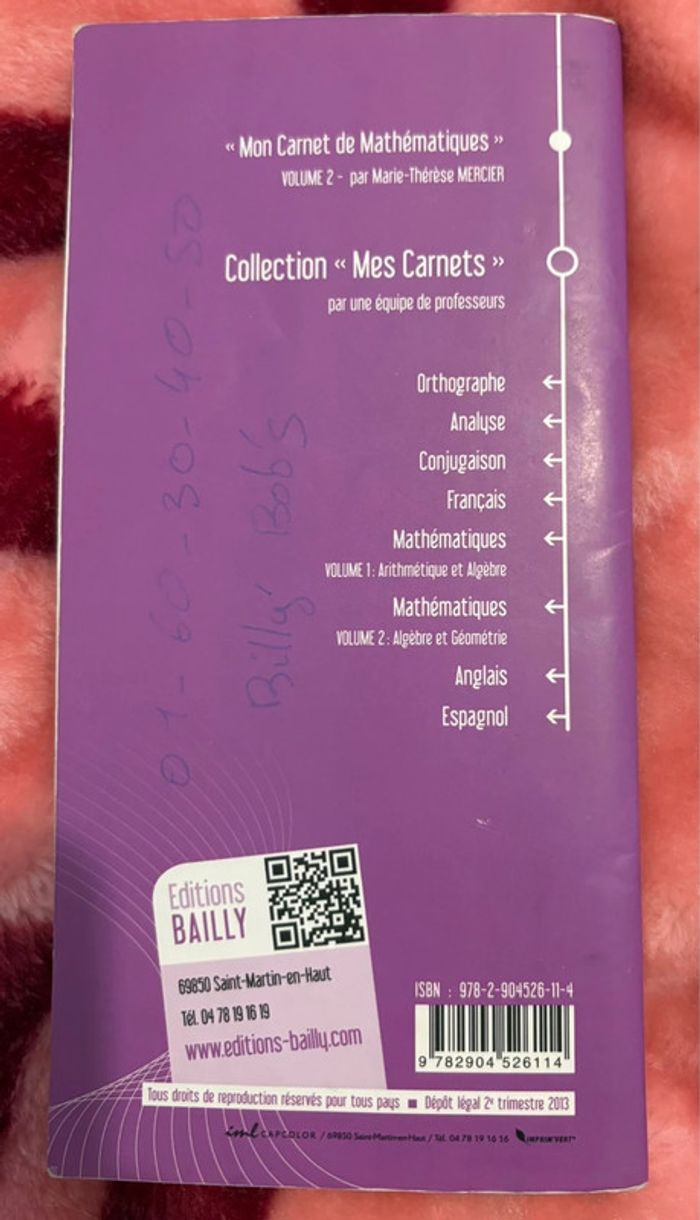 « Mon Carnet de Mathématiques »
VOLUME 2 - par Marie-Thérèse MERCIER
Collection « Mes Carnets »
par une équipe de professeurs
Orthographe
Analyse
Conjugaison
Français
Mathématiques
VOLUME 1 : Arithmétique et Algèbre
Mathématiques
VOLUME 2 : Algèbre et Géométrie
Anglais
Espagnol
01-60-30-40-50
Billy Bob's
Editions
BAILLY
69850 Saint-Martin-en-Haut
Tél. 04 78 19 16 19
www.editions-bailly.com
ISBN : 978-2-904526-11-4
9 782904 526114
Tous droits de reproduction réservés pour tous pays ■ Dépôt légal 2e trimestre 2013
iml CAPCOLOR / 69850 Saint-Martin-en-Haut / Tél. 04 78 19 16 16 IMPRIM'VERT®